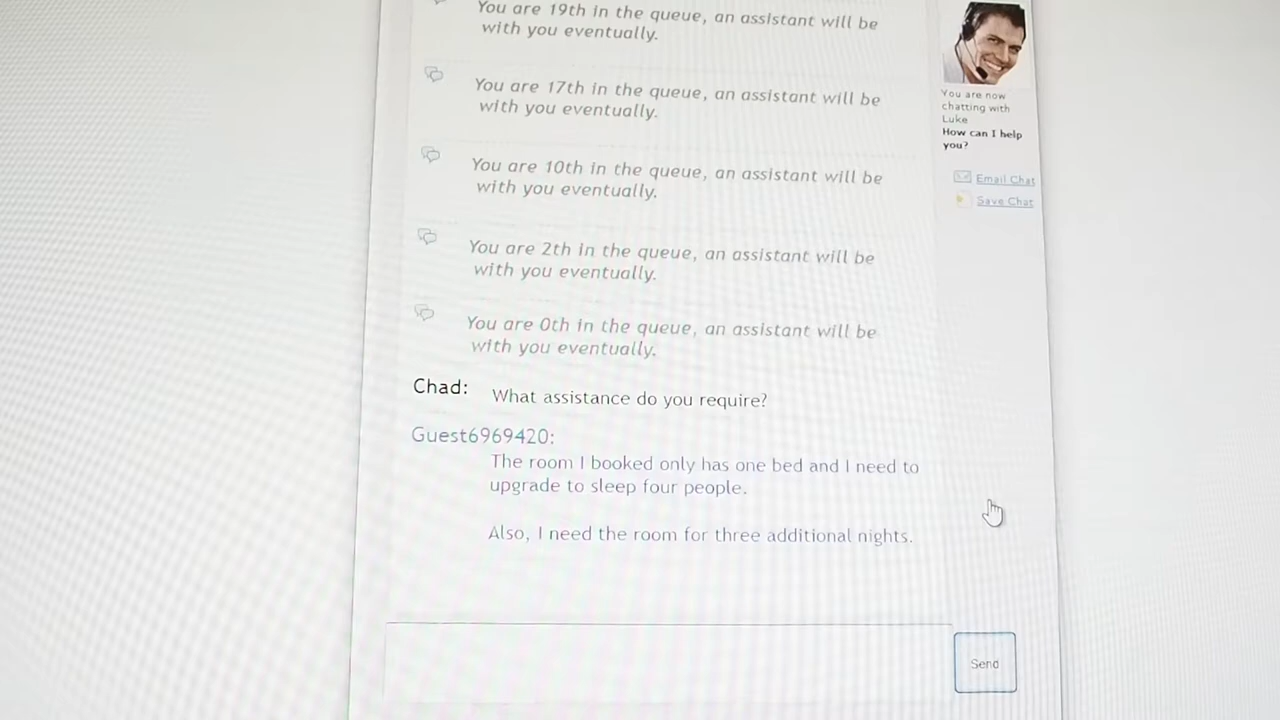 You are 19th in the queue, an assistant will be
with you eventually.
You are 17th in the queue, an assistant will be
with you eventually.
You are 10th in the queue, an assistant will be
with you eventually.
You are 2th in the queue, an assistant will be
with you eventually.
You are 0th in the queue, an assistant will be
with you eventually.
Chad: What assistance do you require?
Guest6969420:
The room I booked only has one bed and I need to
upgrade to sleep four people.
Also, I need the room for three additional nights.
Send
You are now
chatting with
Luke
How can I help
you?
Email Chat
Save Chat